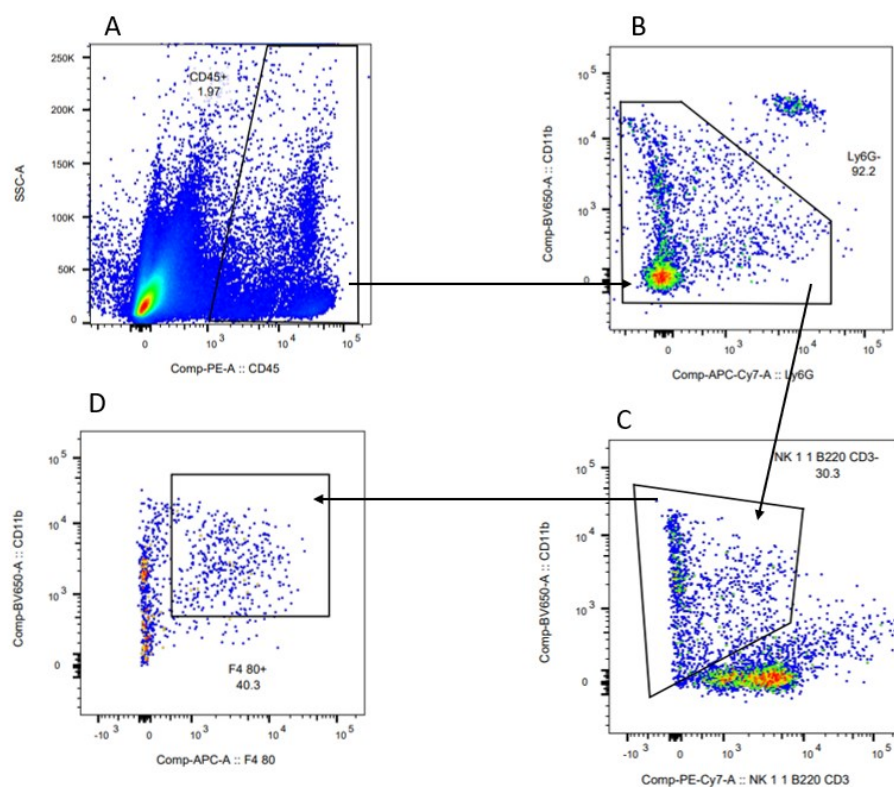 A
250K
200K
150K
100K
50K
0
SSC-A
CD45+
1.97
0
10 3
10 4
10 5
Comp-PE-A :: CD45
B
10 5
10 4
10 3
0
Comp-BV650-A :: CD11b
Ly6G-
92.2
0
10 3
10 4
10 5
Comp-APC-Cy7-A :: Ly6G
D
10 5
10 4
10 3
0
Comp-BV650-A :: CD11b
F4 80+
40.3
-10 3
0
10 3
10 4
10 5
Comp-APC-A :: F4 80
C
10 5
10 4
10 3
0
Comp-BV650-A :: CD11b
NK 1 1 B220 CD3-
30.3
-10 3
0
10 3
10 4
10 5
Comp-PE-Cy7-A :: NK 1 1 B220 CD3